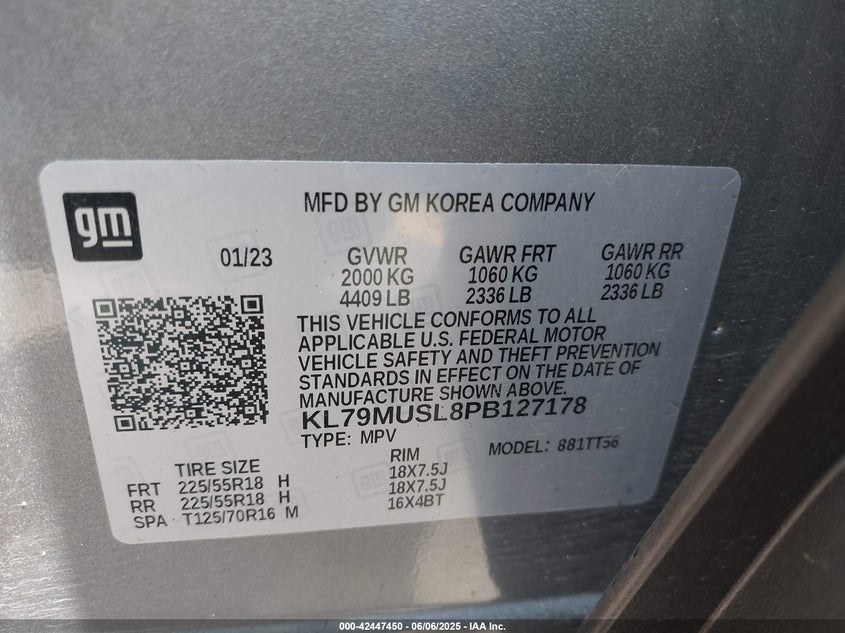 gm
MFD BY GM KOREA COMPANY
01/23
GVWR GAWR FRT GAWR RR
2000 KG 1060 KG 1060 KG
4409 LB 2336 LB 2336 LB
THIS VEHICLE CONFORMS TO ALL
APPLICABLE U.S. FEDERAL MOTOR
VEHICLE SAFETY AND THEFT PREVENTION
STANDARDS IN EFFECT ON THE DATE OF
MANUFACTURE SHOWN ABOVE.
KL79MUSL8PB127178
TYPE: MPV MODEL: 881TT56
TIRE SIZE RIM
FRT 225/55R18 H 18X7.5J
RR 225/55R18 H 18X7.5J
SPA T125/70R16 M 16X4BT
000-42447450 - 06/06/2025 - IAA Inc.